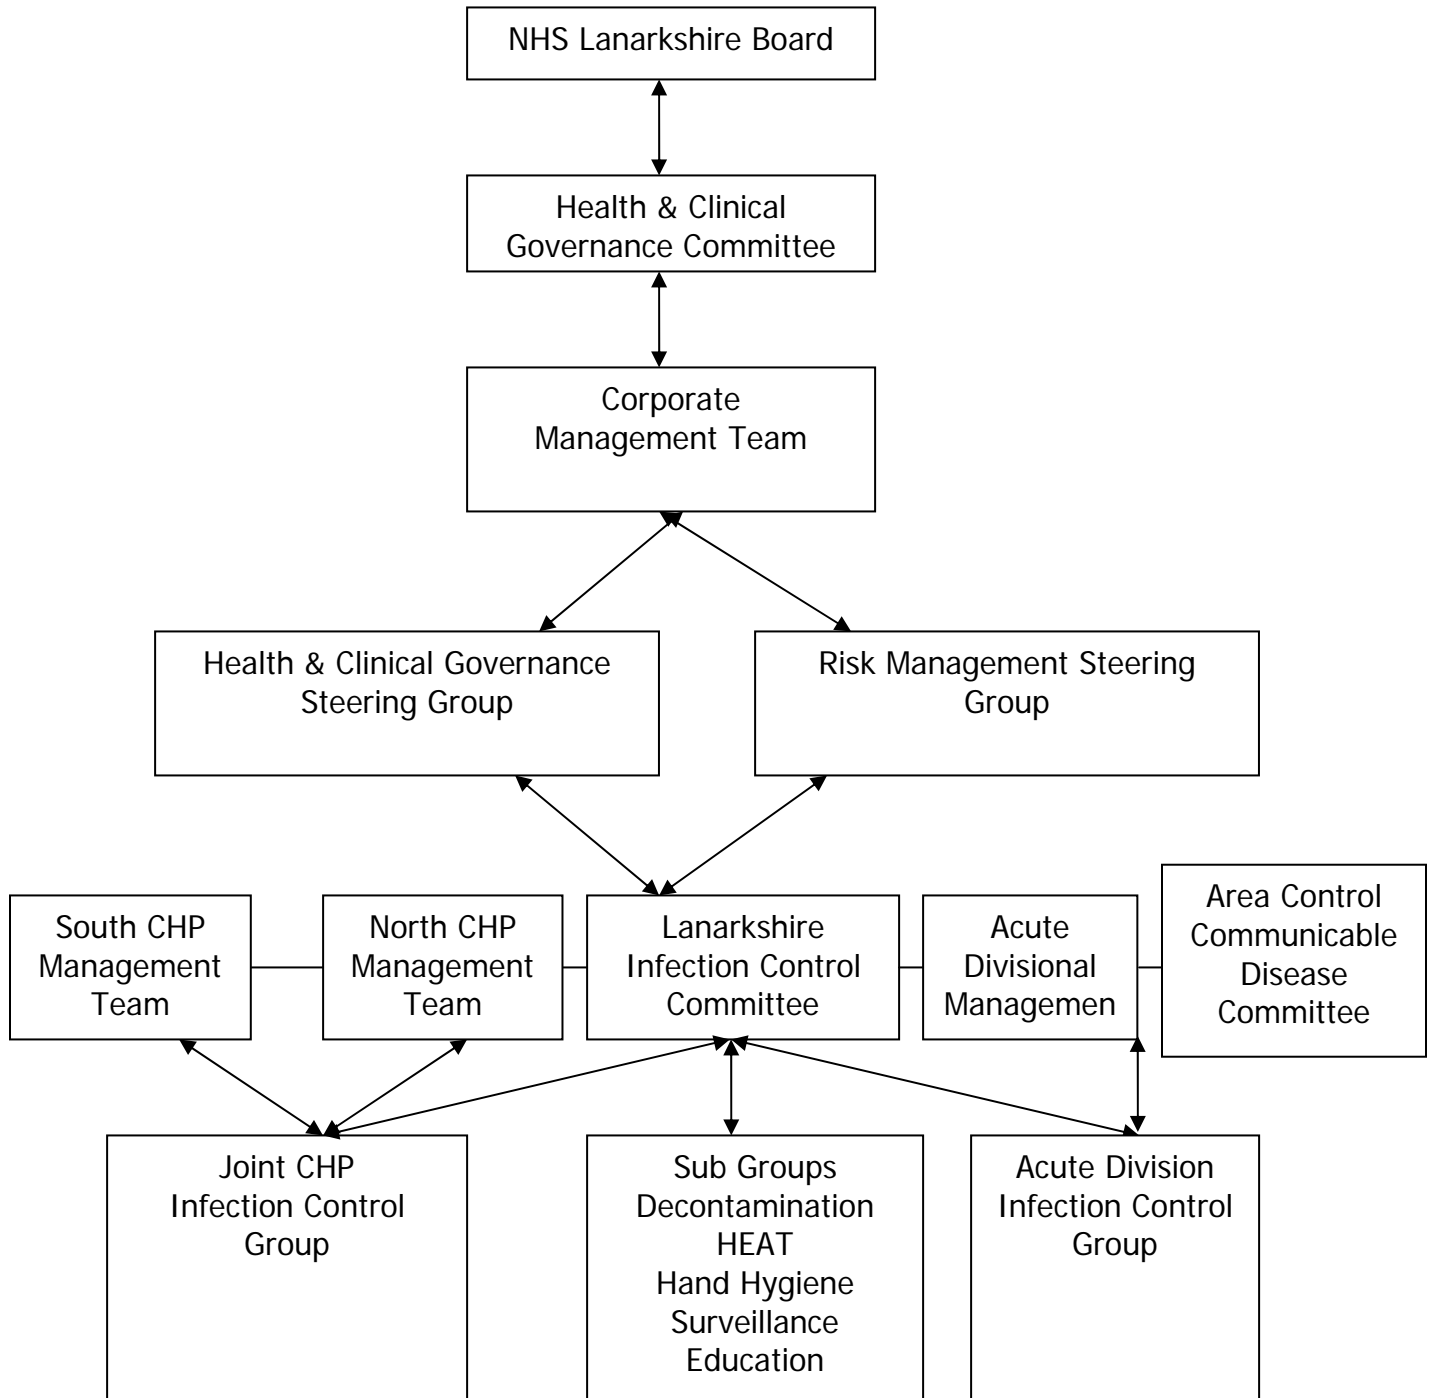 NHS Lanarkshire Board
Health & Clinical
Governance Committee
Corporate
Management Team
Health & Clinical Governance
Steering Group
Risk Management Steering
Group
South CHP
Management
Team
North CHP
Management
Team
Lanarkshire
Infection Control
Committee
Acute
Divisional
Managemen
Area Control
Communicable
Disease
Committee
Joint CHP
Infection Control
Group
Sub Groups
Decontamination
HEAT
Hand Hygiene
Surveillance
Education
Acute Division
Infection Control
Group